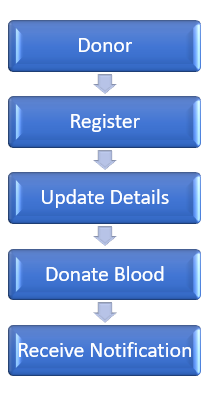 Donor
Register
Update Details
Donate Blood
Receive Notification